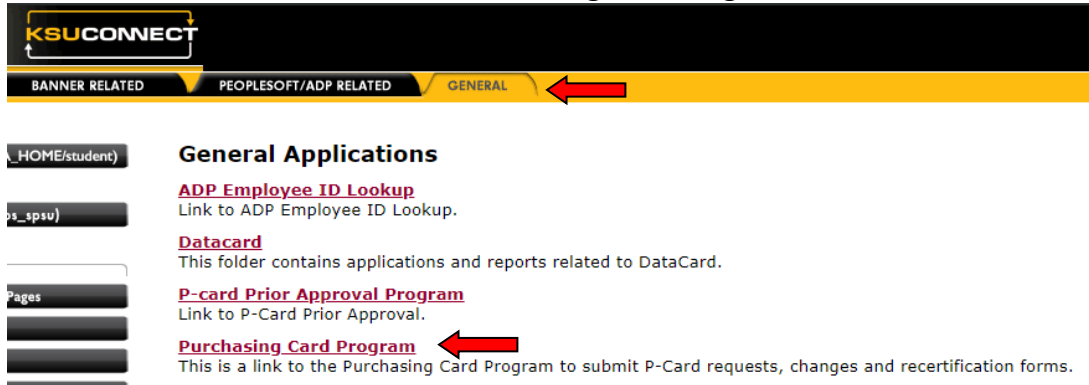 KSUCONNECT
BANNER RELATED PEOPLESOFT/ADP RELATED GENERAL
_HOME/student) General Applications
ADP Employee ID Lookup
os_spsu) Link to ADP Employee ID Lookup.
Datacard
This folder contains applications and reports related to DataCard.
Pages P-card Prior Approval Program
Link to P-Card Prior Approval.
Purchasing Card Program
This is a link to the Purchasing Card Program to submit P-Card requests, changes and recertification forms.